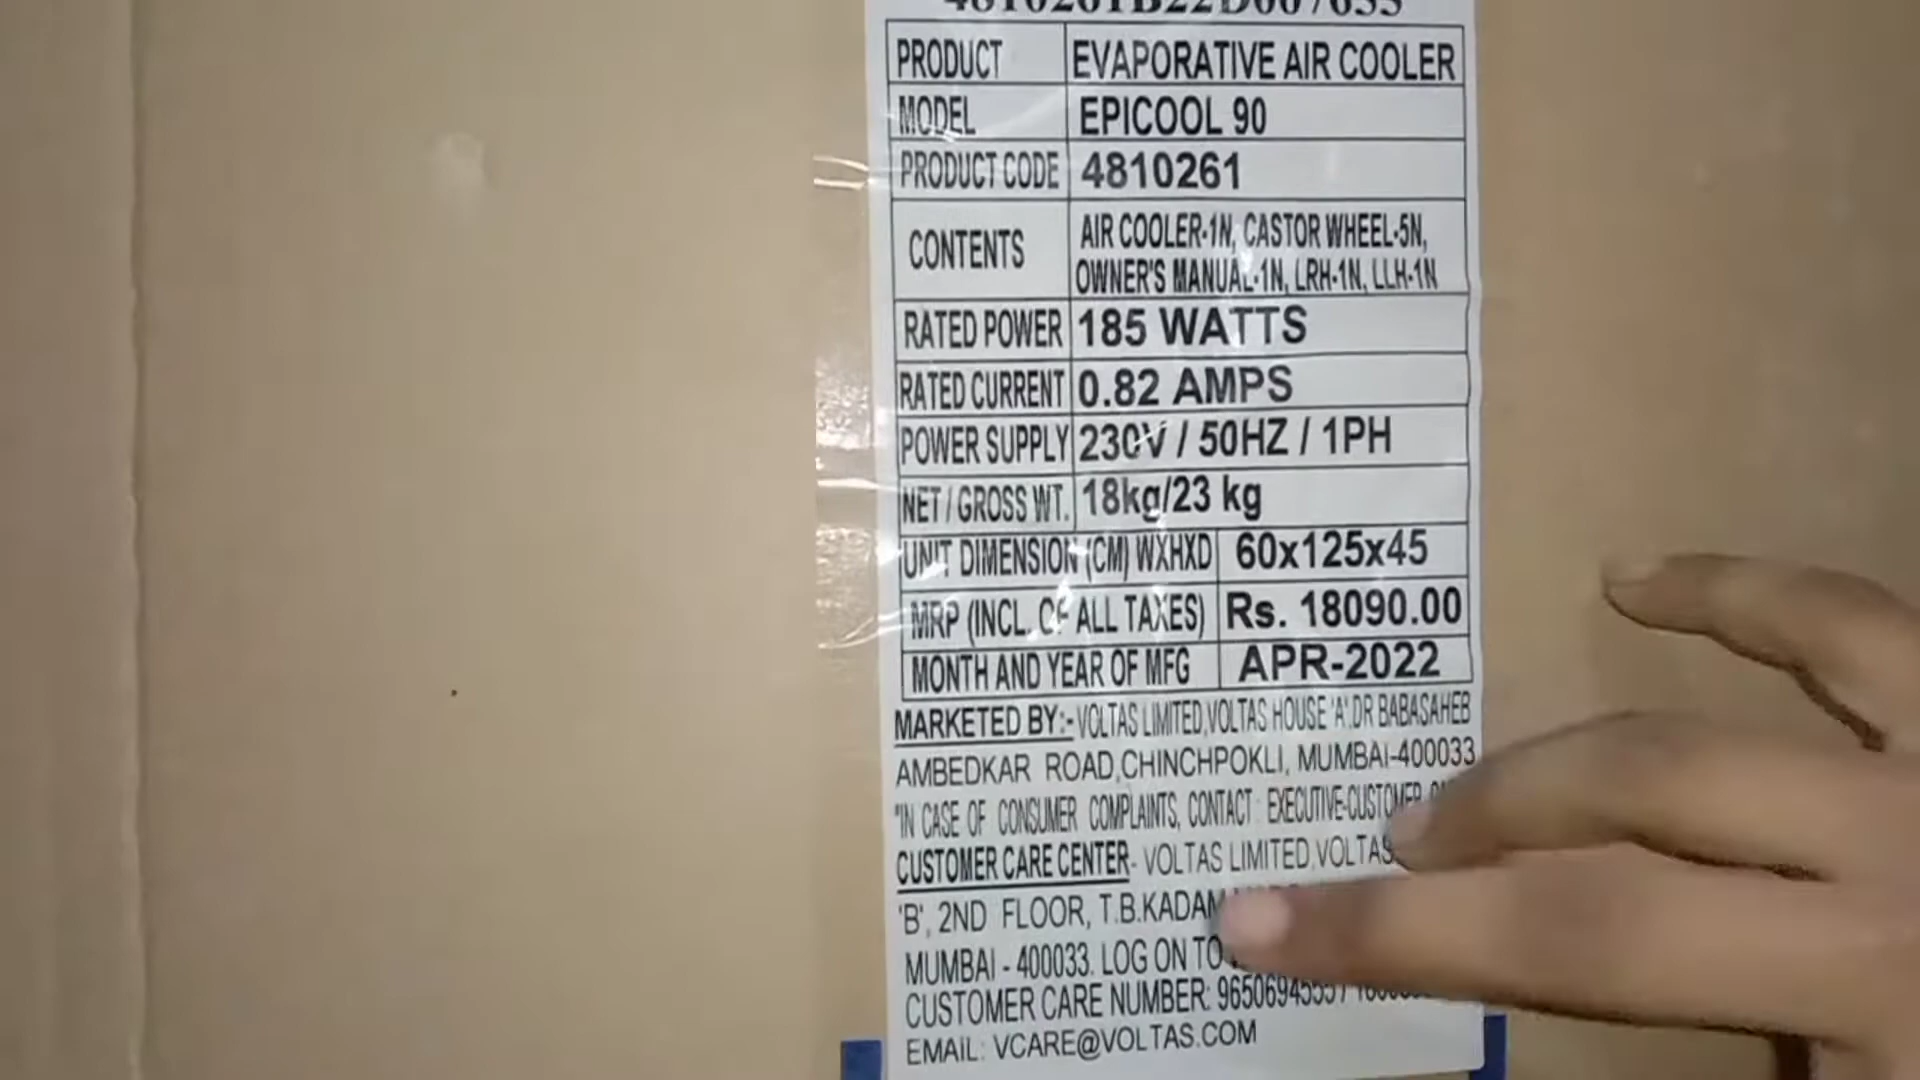 PRODUCT EVAPORATIVE AIR COOLER
MODEL EPICOOL 90
PRODUCT CODE 4810261
CONTENTS AIR COOLER-1N, CASTOR WHEEL-5N,
OWNER'S MANUAL-1N, LRH-1N, LLH-1N
RATED POWER 185 WATTS
RATED CURRENT 0.82 AMPS
POWER SUPPLY 230V / 50HZ / 1PH
NET / GROSS WT. 18kg/23 kg
UNIT DIMENSION (CM) WXHXD 60x125x45
MRP (INCL. OF ALL TAXES) Rs. 18090.00
MONTH AND YEAR OF MFG APR-2022
MARKETED BY:- VOLTAS LIMITED,VOLTAS HOUSE 'A',DR BABASAHEB
AMBEDKAR ROAD,CHINCHPOKLI, MUMBAI-400033
"IN CASE OF CONSUMER COMPLAINTS, CONTACT : EXECUTIVE-CUSTOMER
CUSTOMER CARE CENTER- VOLTAS LIMITED,VOLTAS
'B', 2ND FLOOR, T.B.KADAM
MUMBAI - 400033. LOG ON TO
CUSTOMER CARE NUMBER:
EMAIL: VCARE@VOLTAS.COM